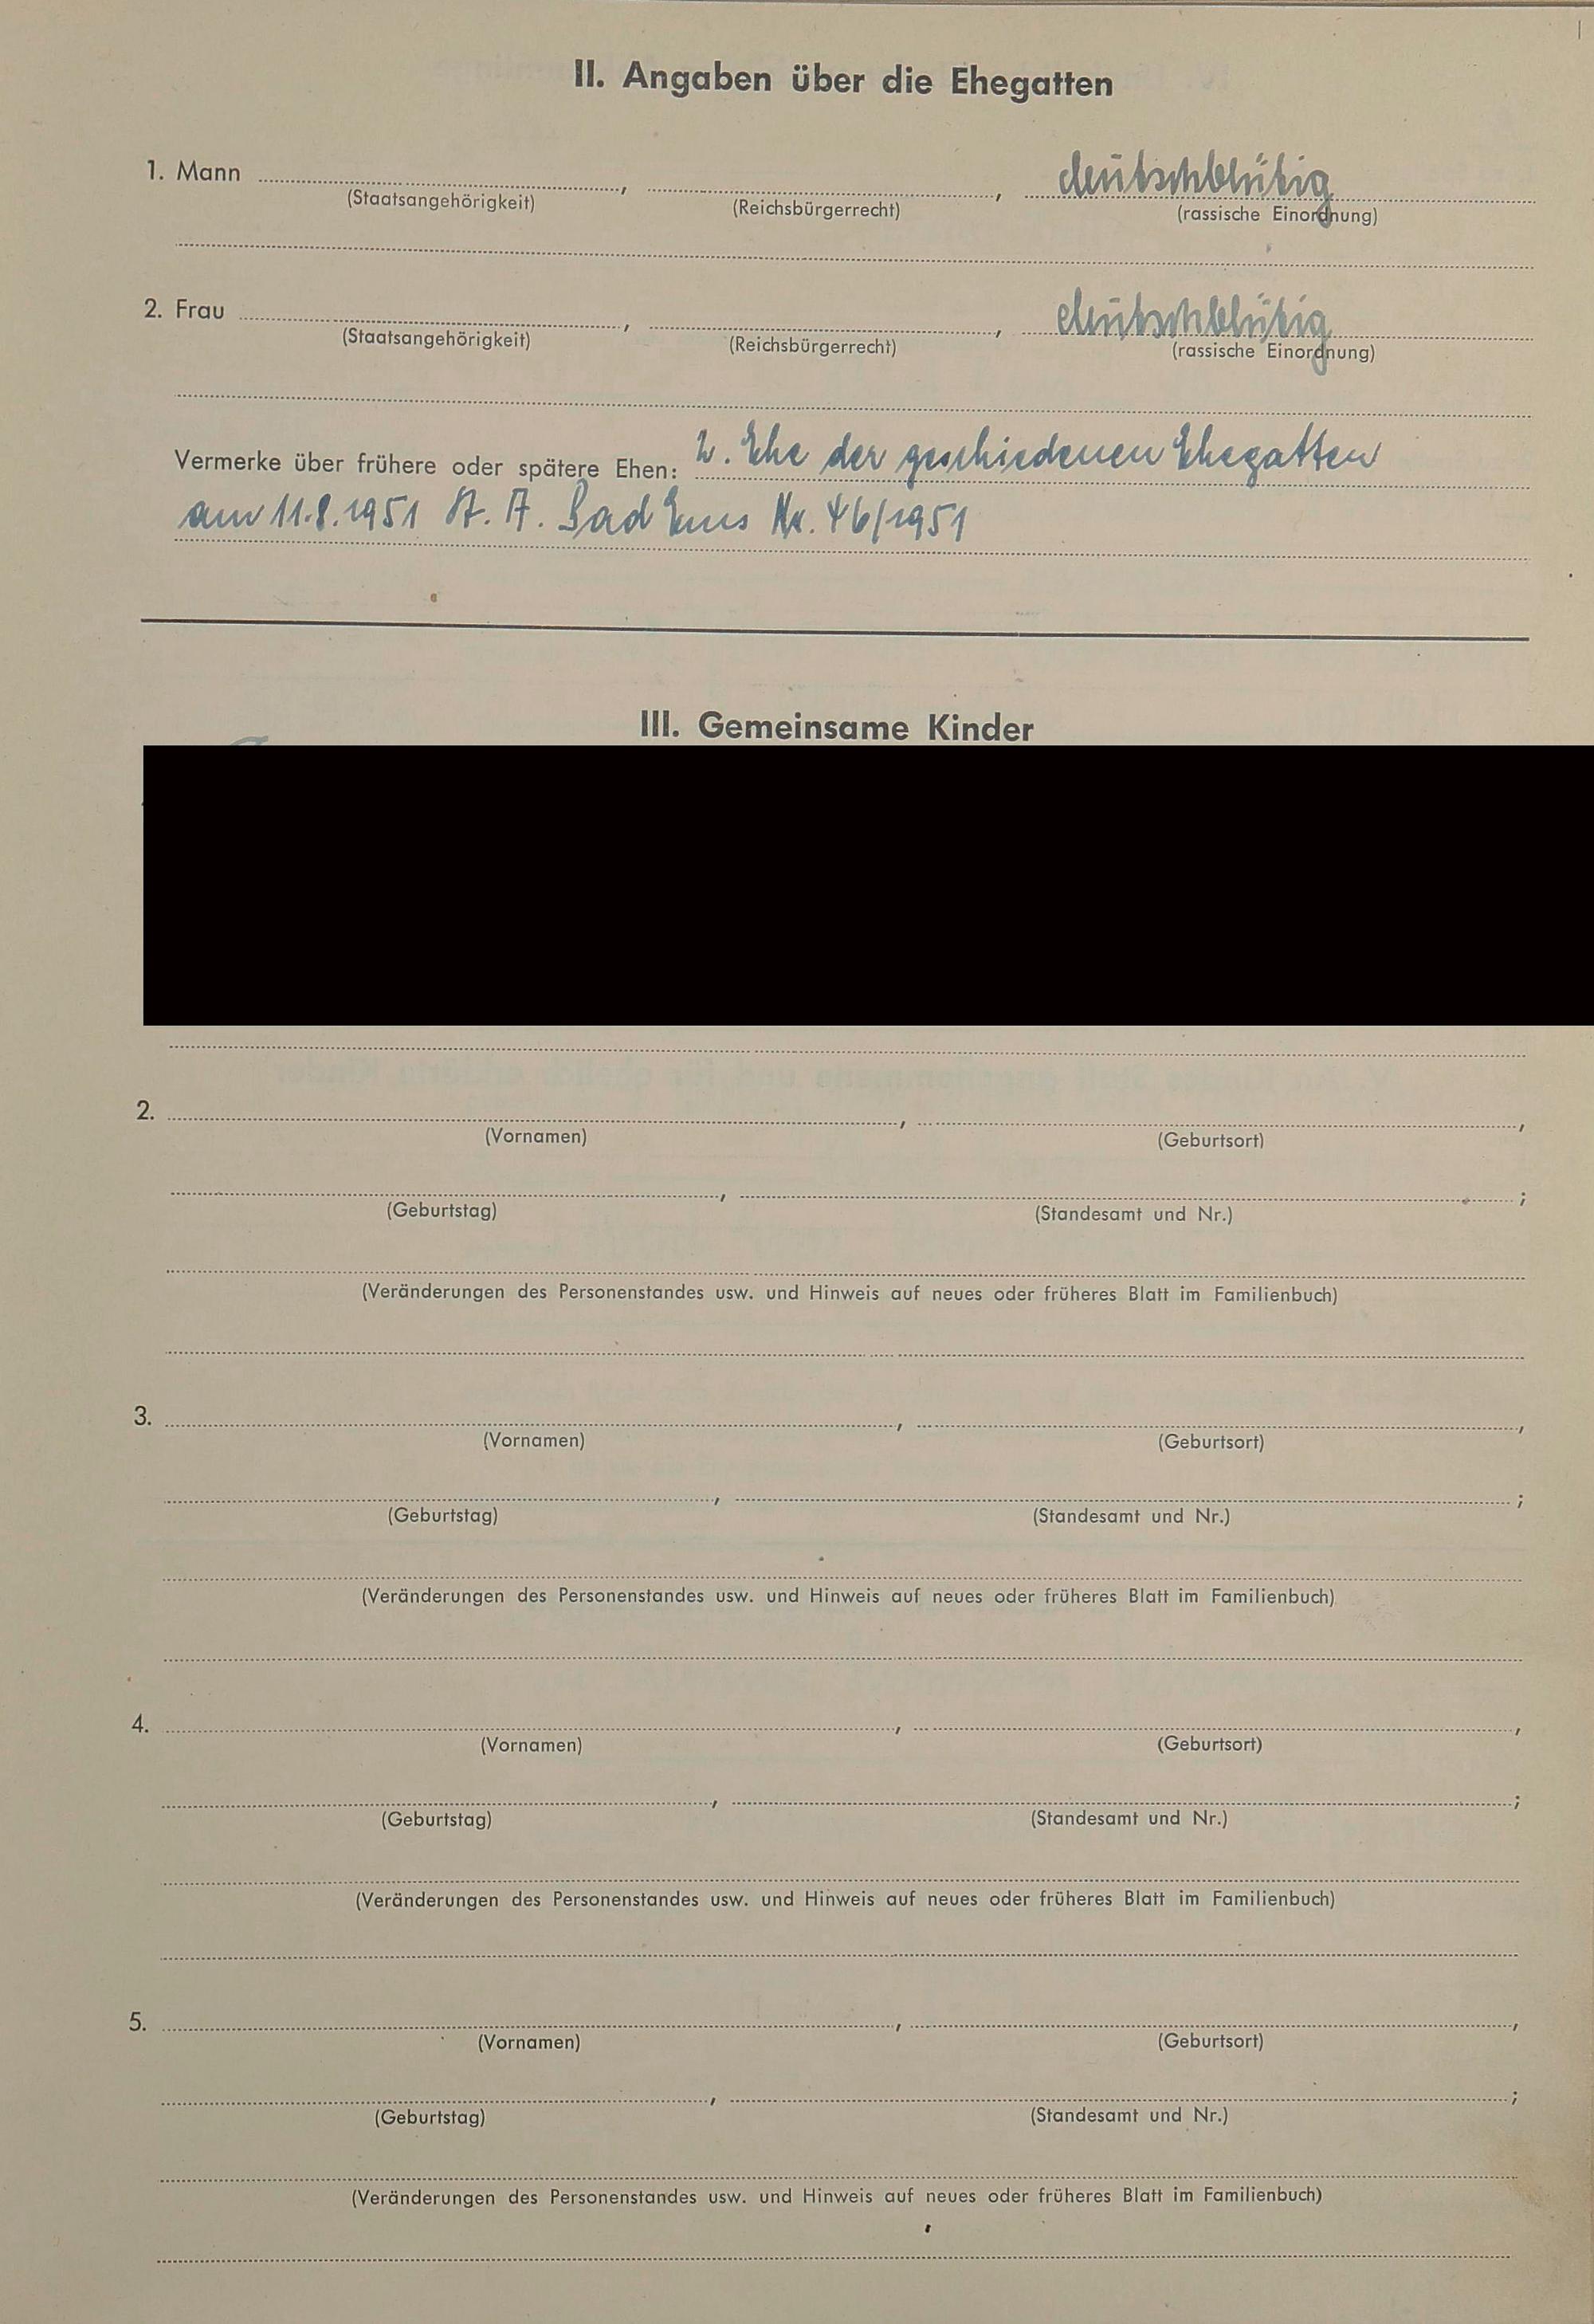 II. Angaben über die Ehegatten
1. Mann , , deutschblütig
(Staatsangehörigkeit) (Reichsbürgerrecht) (rassische Einordnung)
2. Frau , , deutschblütig
(Staatsangehörigkeit) (Reichsbürgerrecht) (rassische Einordnung)
Vermerke über frühere oder spätere Ehen: 2. Ehe der geschiedenen Ehegatten
am 11.8.1951 St. A. Bad Ems Nr. 46/1951
III. Gemeinsame Kinder
2. , ,
(Vornamen) (Geburtsort)
, ;
(Geburtstag) (Standesamt und Nr.)
(Veränderungen des Personenstandes usw. und Hinweis auf neues oder früheres Blatt im Familienbuch)
3. , ,
(Vornamen) (Geburtsort)
, ;
(Geburtstag) (Standesamt und Nr.)
(Veränderungen des Personenstandes usw. und Hinweis auf neues oder früheres Blatt im Familienbuch)
4. , ,
(Vornamen) (Geburtsort)
, ;
(Geburtstag) (Standesamt und Nr.)
(Veränderungen des Personenstandes usw. und Hinweis auf neues oder früheres Blatt im Familienbuch)
5. , ,
(Vornamen) (Geburtsort)
, ;
(Geburtstag) (Standesamt und Nr.)
(Veränderungen des Personenstandes usw. und Hinweis auf neues oder früheres Blatt im Familienbuch)